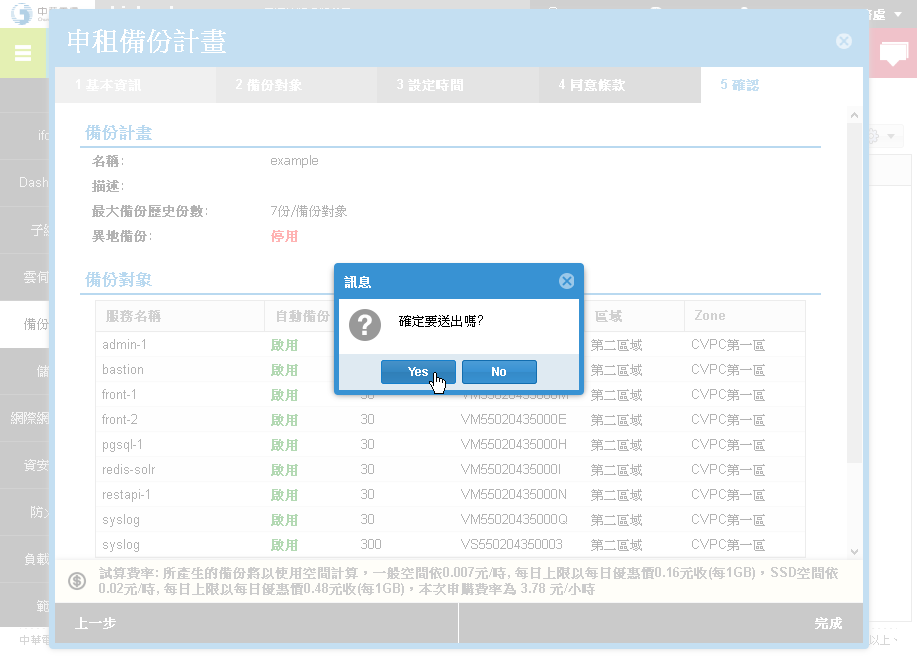 申租備份計畫
1 基本資訊 2 備份對象 3 設定時間 4 同意條款 5 確認
備份計畫
名稱: example
描述:
最大備份歷史份數: 7份/備份對象
異地備份: 停用
備份對象
服務名稱 自動備份 區域 Zone
admin-1 啟用 第二區域 CVPC第一區
bastion 啟用 第二區域 CVPC第一區
front-1 啟用 30 VM55020435000M 第二區域 CVPC第一區
front-2 啟用 30 VM55020435000E 第二區域 CVPC第一區
pgsql-1 啟用 30 VM55020435000H 第二區域 CVPC第一區
redis-solr 啟用 30 VM55020435000I 第二區域 CVPC第一區
restapi-1 啟用 30 VM55020435000N 第二區域 CVPC第一區
syslog 啟用 30 VM55020435000Q 第二區域 CVPC第一區
syslog 啟用 300 VS550204350003 第二區域 CVPC第一區
訊息
確定要送出嗎?
Yes No
試算費率: 所產生的備份將以使用空間計算，一般空間依0.007元/時, 每日上限以每日優惠價0.16元收(每1GB)，SSD空間依
0.02元/時, 每日上限以每日優惠價0.48元收(每1GB)，本次申購費率為 3.78 元/小時
上一步 完成
Dash
子
雲伺
備份
儲
網際網
資安
防火
負載
範
中華電
以上、